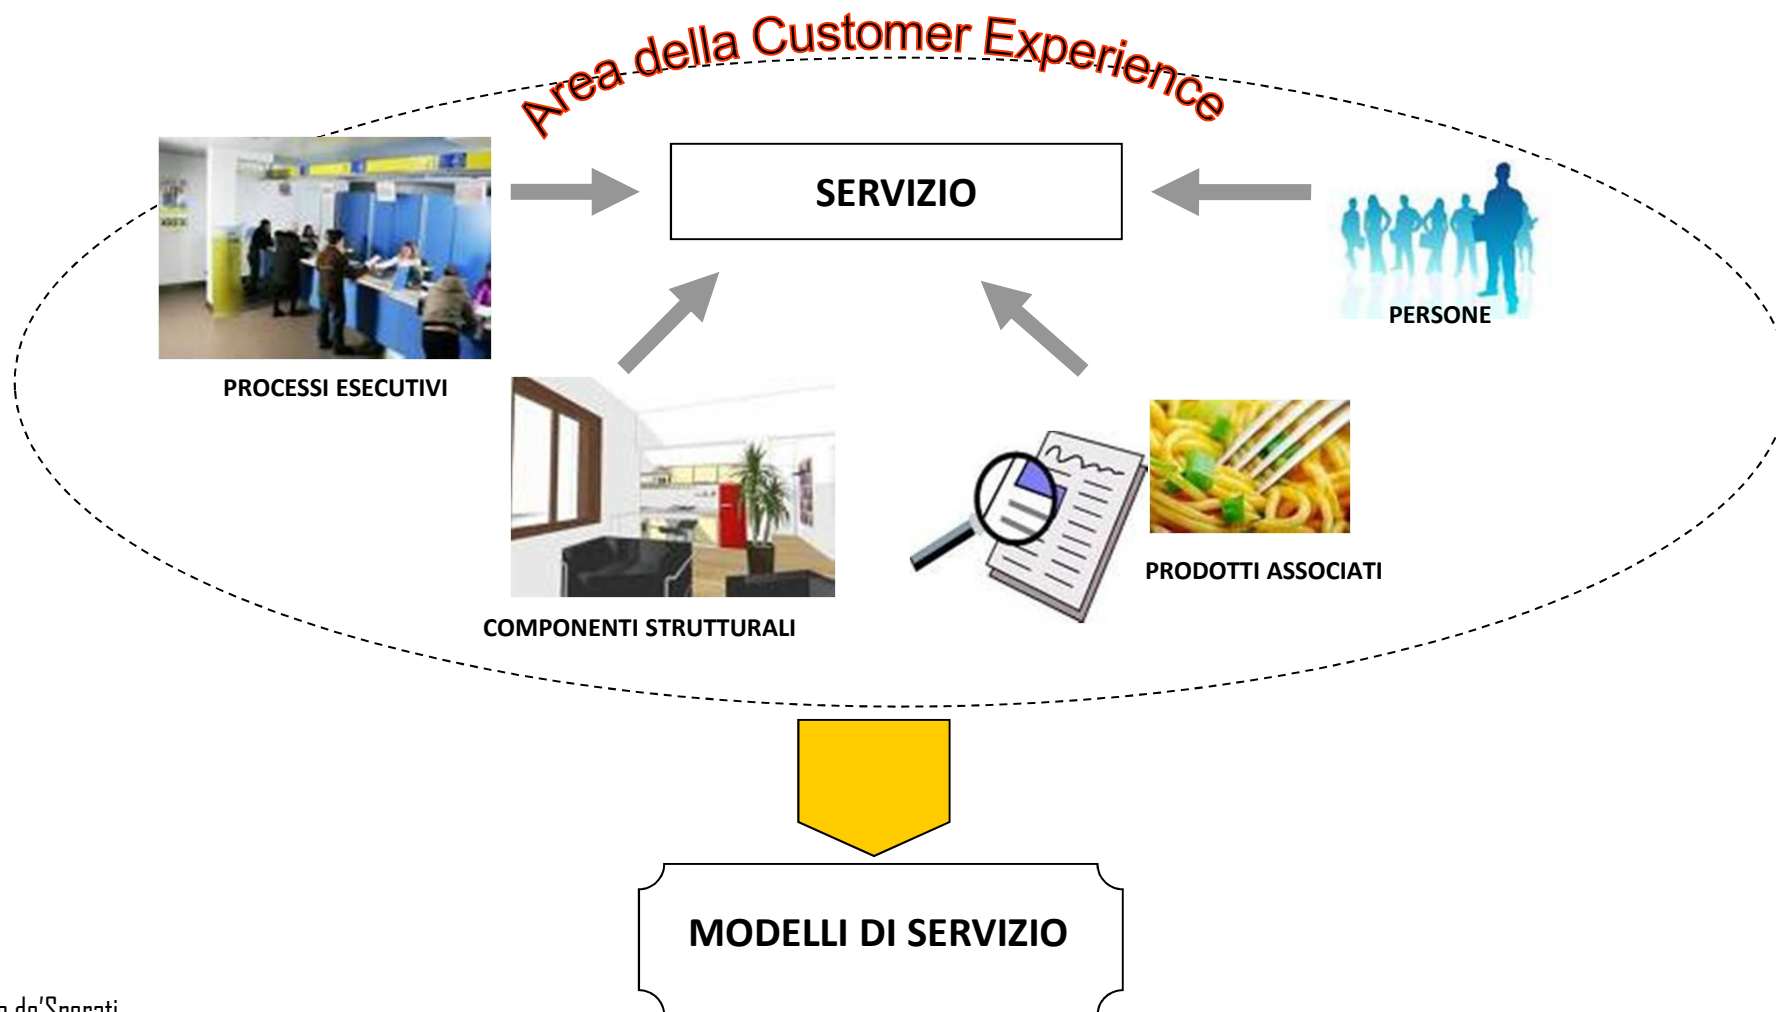 Area della Customer Experience
SERVIZIO
PERSONE
PROCESSI ESECUTIVI
PRODOTTI ASSOCIATI
COMPONENTI STRUTTURALI
MODELLI DI SERVIZIO